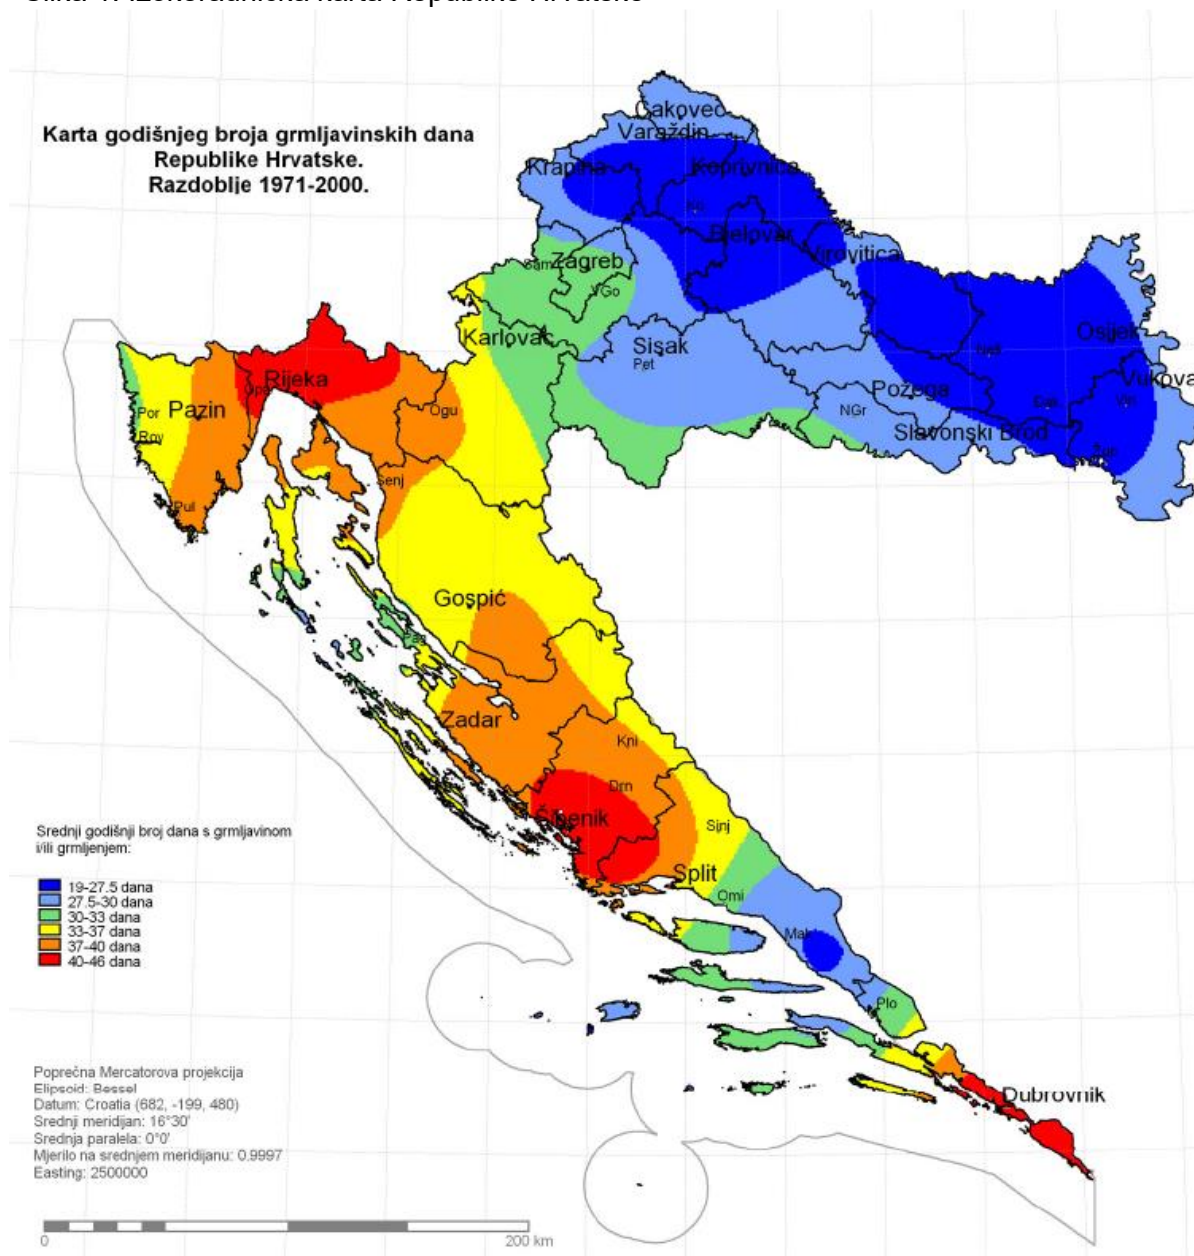 Karta godišnjeg broja grmljavinskih dana
Republike Hrvatske.
Razdoblje 1971-2000.
Čakovec
Varaždin
Krapina
Koprivnica
Bjelovar
Virovitica
Sam
Zagreb
VGo
Karlovac
Sisak
Pet
Osijek
Vukova
Požega
NGr
Slavonski Brod
Vin
Žup
Rijeka
Opa
Ogu
Por
Pazin
Rov
Senj
Pul
Gospić
Pag
Zadar
Kni
Drn
Šibenik
Sinj
Split
Omi
Mak
Plo
Dubrovnik
Srednji godišnji broj dana s grmljavinom
i/ili grmljenjem:
19-27.5 dana
27.5-30 dana
30-33 dana
33-37 dana
37-40 dana
40-46 dana
Poprečna Mercatorova projekcija
Elipsoid: Bessel
Datum: Croatia (682, -199, 480)
Srednji meridijan: 16°30'
Srednja paralela: 0°0'
Mjerilo na srednjem meridijanu: 0.9997
Easting: 2500000
0 200 km